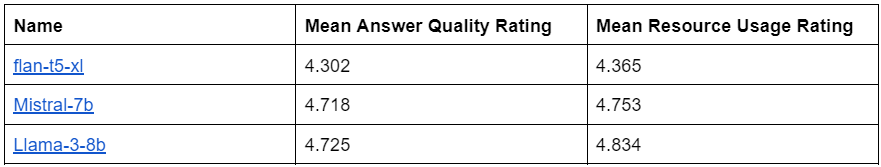 Name Mean Answer Quality Rating Mean Resource Usage Rating
flan-t5-xl 4.302 4.365
Mistral-7b 4.718 4.753
Llama-3-8b 4.725 4.834